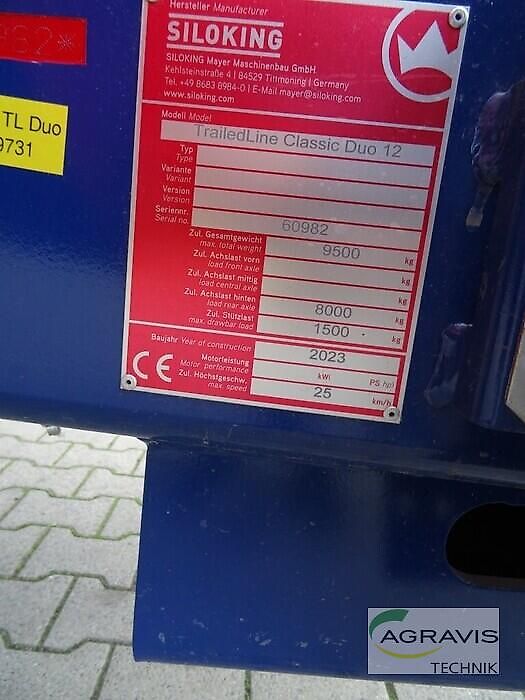 Hersteller Manufacturer
SILOKING
SILOKING Mayer Maschinenbau GmbH.
Kehlsteinstraße 4 | 84529 Tittmoning | Germany
Tel. +49 8683 8984-0 | E-Mail mayer@siloking.com
www.siloking.com
982*
TL Duo
9731
Modell Model
TrailedLine Classic Duo 12
Typ
Type
Variante
Variant
Version
Version
Seriennr.
Serial no.
60982
Zul. Gesamtgewicht
max. total weight
9500 kg
Zul. Achslast vorn
load front axle
kg
Zul. Achslast mittig
load central axle
kg
Zul. Achslast hinten
load rear axle
8000 kg
Zul. Stützlast
max. drawbar load
1500 kg
Baujahr Year of construction
2023
Motorleistung
Motor performance
kW| PS hp|
Zul. Höchstgeschw.
max. speed
25 km/h
CE
AGRAVIS
TECHNIK